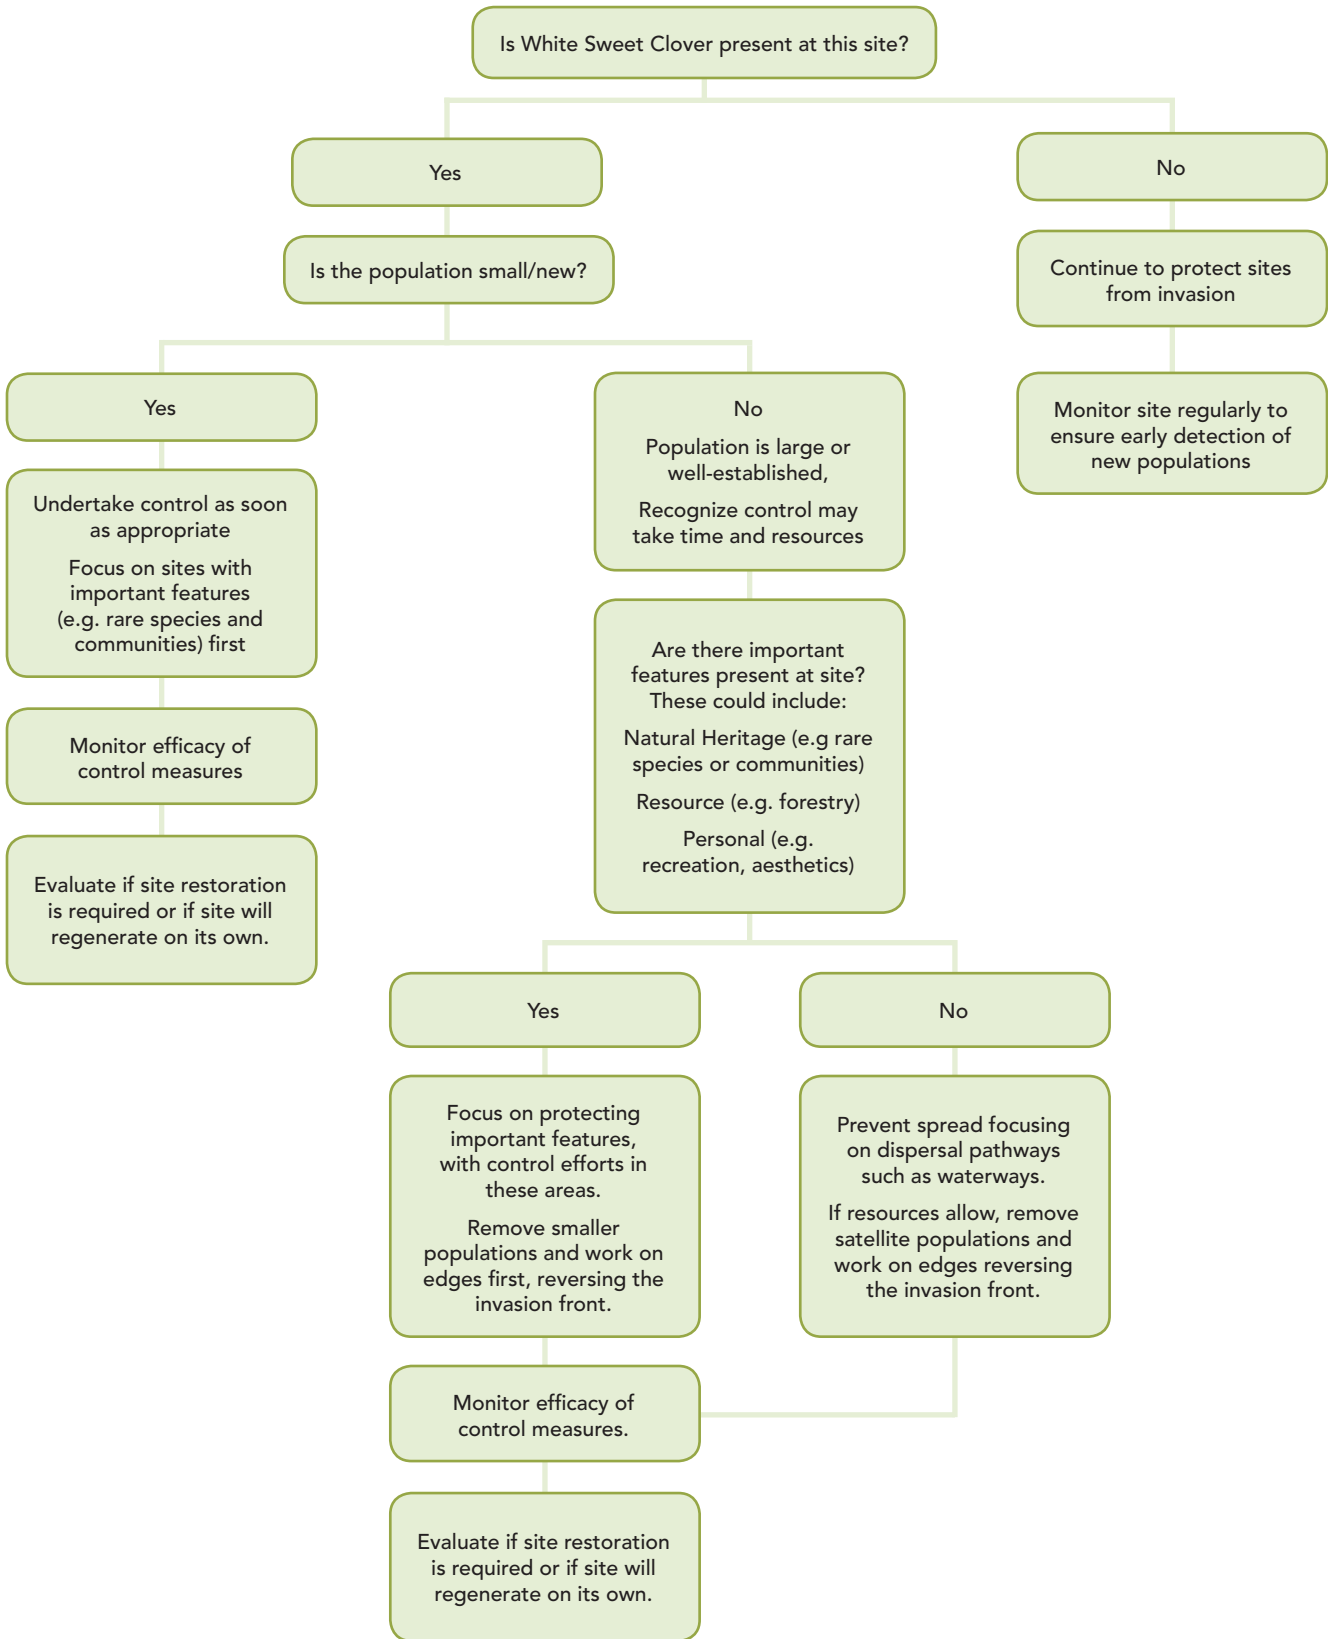 Is White Sweet Clover present at this site?
Yes
No
Is the population small/new?
Continue to protect sites
from invasion
Yes
No
Population is large or
well-established,
Recognize control may
take time and resources
Monitor site regularly to
ensure early detection of
new populations
Undertake control as soon
as appropriate
Focus on sites with
important features
(e.g. rare species and
communities) first
Monitor efficacy of
control measures
Evaluate if site restoration
is required or if site will
regenerate on its own.
Are there important
features present at site?
These could include:
Natural Heritage (e.g rare
species or communities)
Resource (e.g. forestry)
Personal (e.g.
recreation, aesthetics)
Yes
No
Focus on protecting
important features,
with control efforts in
these areas.
Remove smaller
populations and work on
edges first, reversing the
invasion front.
Prevent spread focusing
on dispersal pathways
such as waterways.
If resources allow, remove
satellite populations and
work on edges reversing
the invasion front.
Monitor efficacy of
control measures.
Evaluate if site restoration
is required or if site will
regenerate on its own.